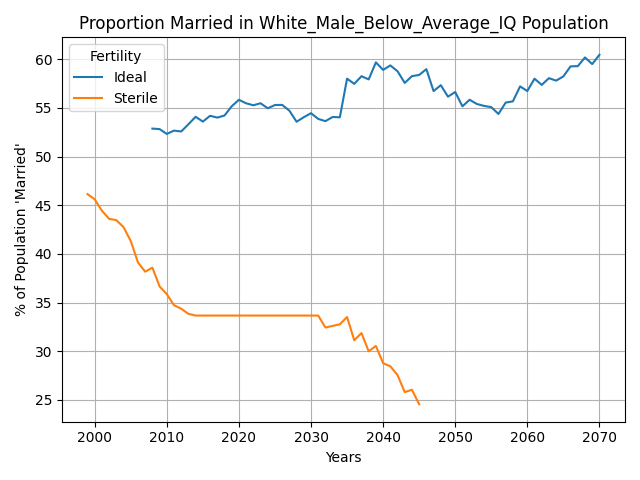 Proportion Married in White_Male_Below_Average_IQ Population
Fertility
Ideal
Sterile
% of Population 'Married'
60
55
50
45
40
35
30
25
2000 2010 2020 2030 2040 2050 2060 2070
Years